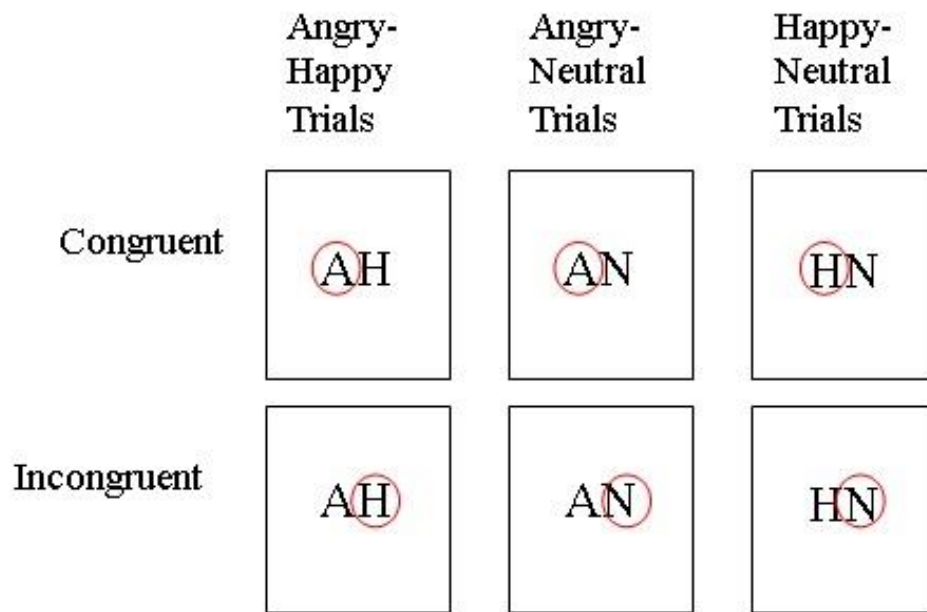 Angry-
Happy
Trials
Angry-
Neutral
Trials
Happy-
Neutral
Trials
Congruent
AH
AN
HN
Incongruent
AH
AN
HN